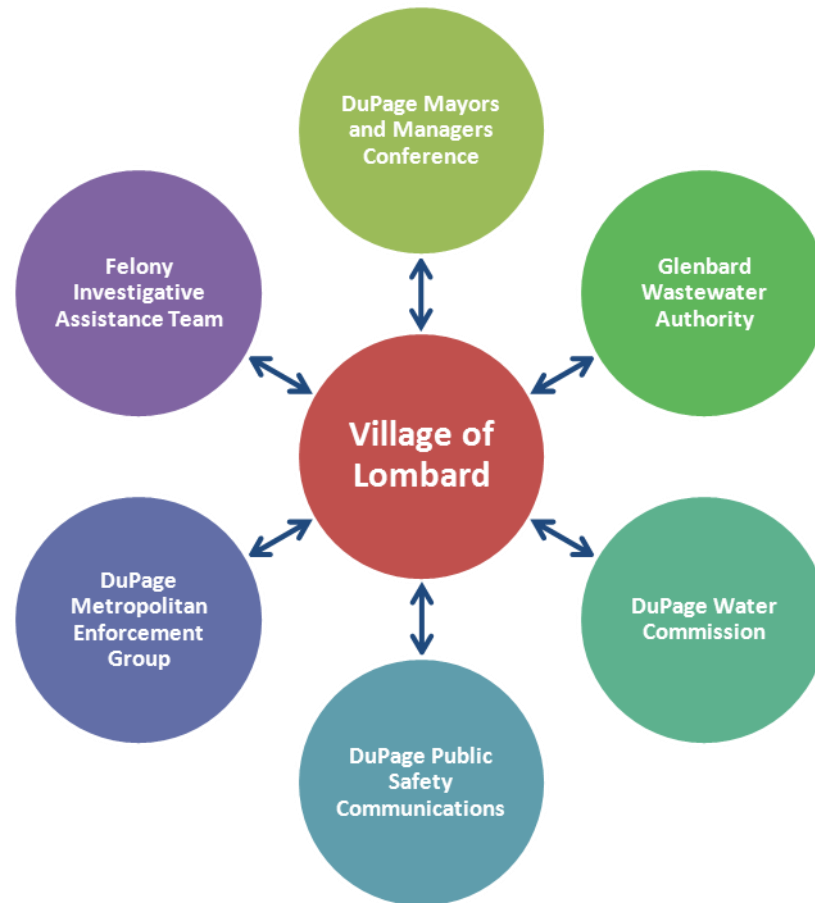 DuPage Mayors
and Managers
Conference
Felony
Investigative
Assistance Team
Glenbard
Wastewater
Authority
Village of
Lombard
DuPage
Metropolitan
Enforcement
Group
DuPage Water
Commission
DuPage Public
Safety
Communications